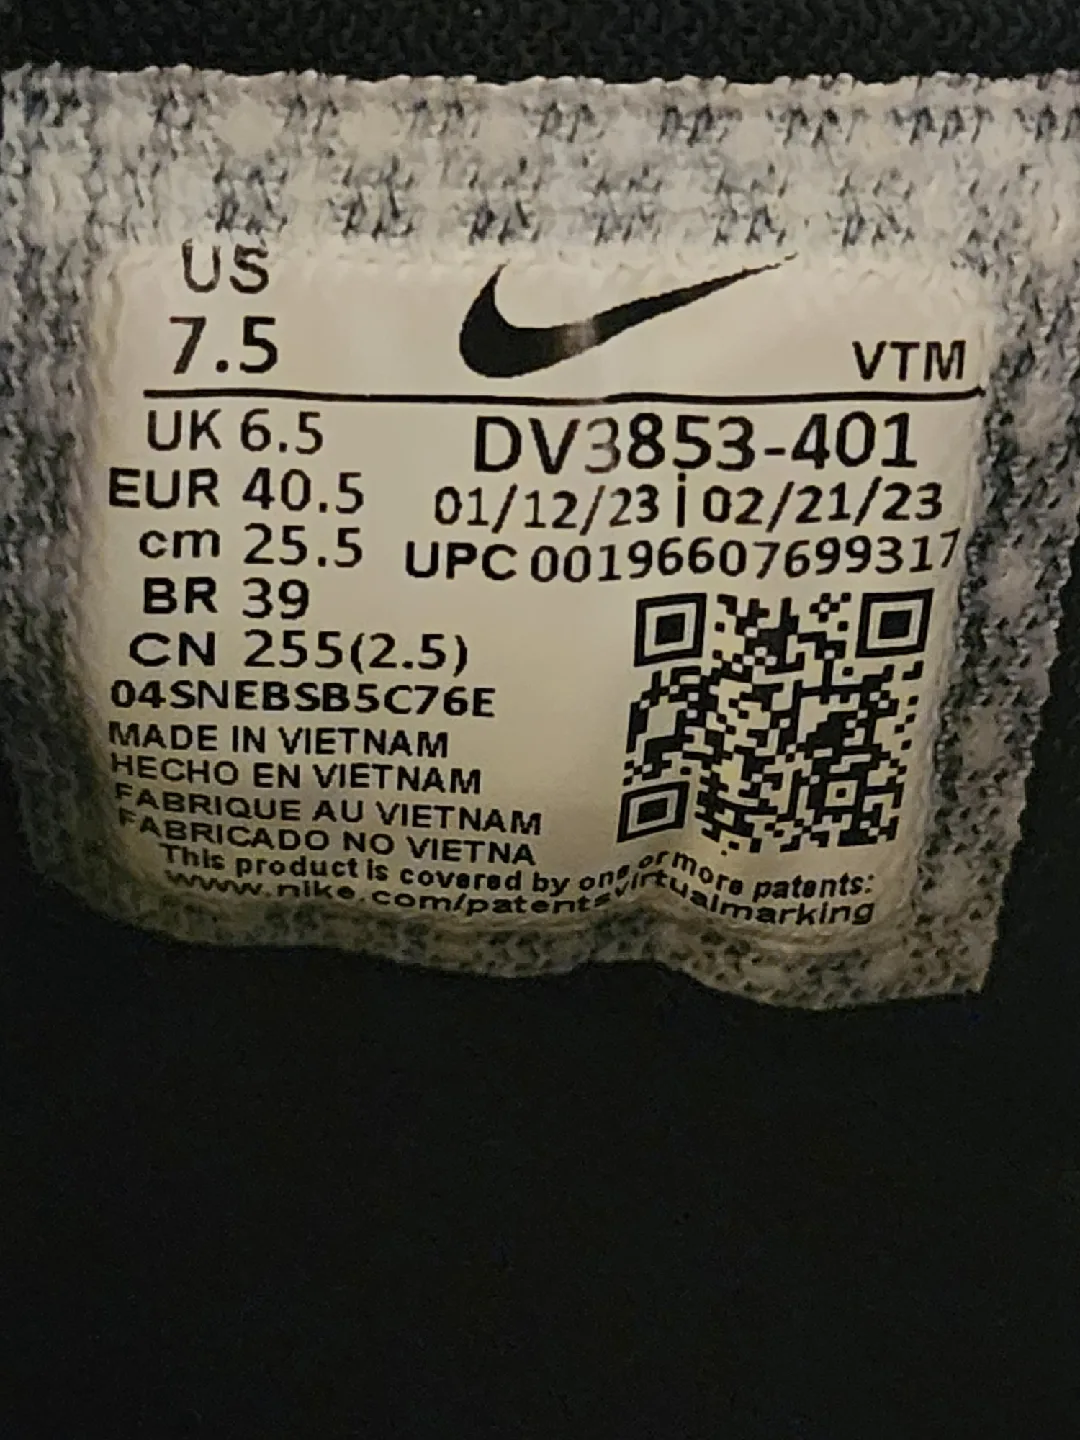 US
7.5
VTM
UK 6.5
EUR 40.5
cm 25.5
BR 39
CN 255(2.5)
DV3853-401
01/12/23 | 02/21/23
UPC 00196607699317
04SNEBSB5C76E
MADE IN VIETNAM
HECHO EN VIETNAM
FABRIQUE AU VIETNAM
FABRICADO NO VIETNA
This product is covered by one or more patents:
www.nike.com/patentsvirtualmarking